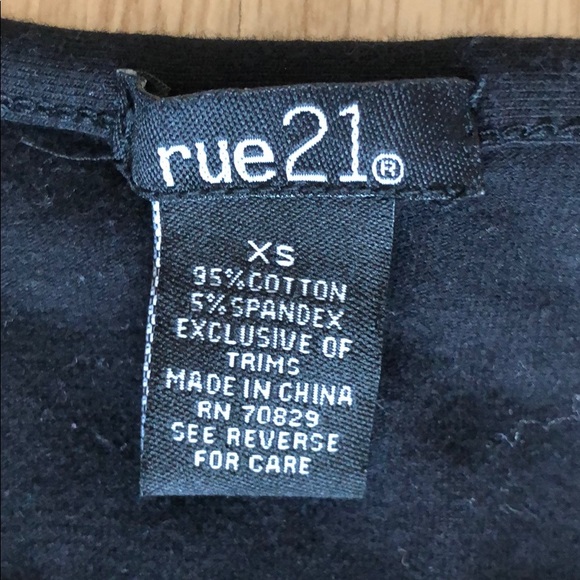 rue21®
XS
95%COTTON
5%SPANDEX
EXCLUSIVE OF
TRIMS
MADE IN CHINA
RN 70829
SEE REVERSE
FOR CARE